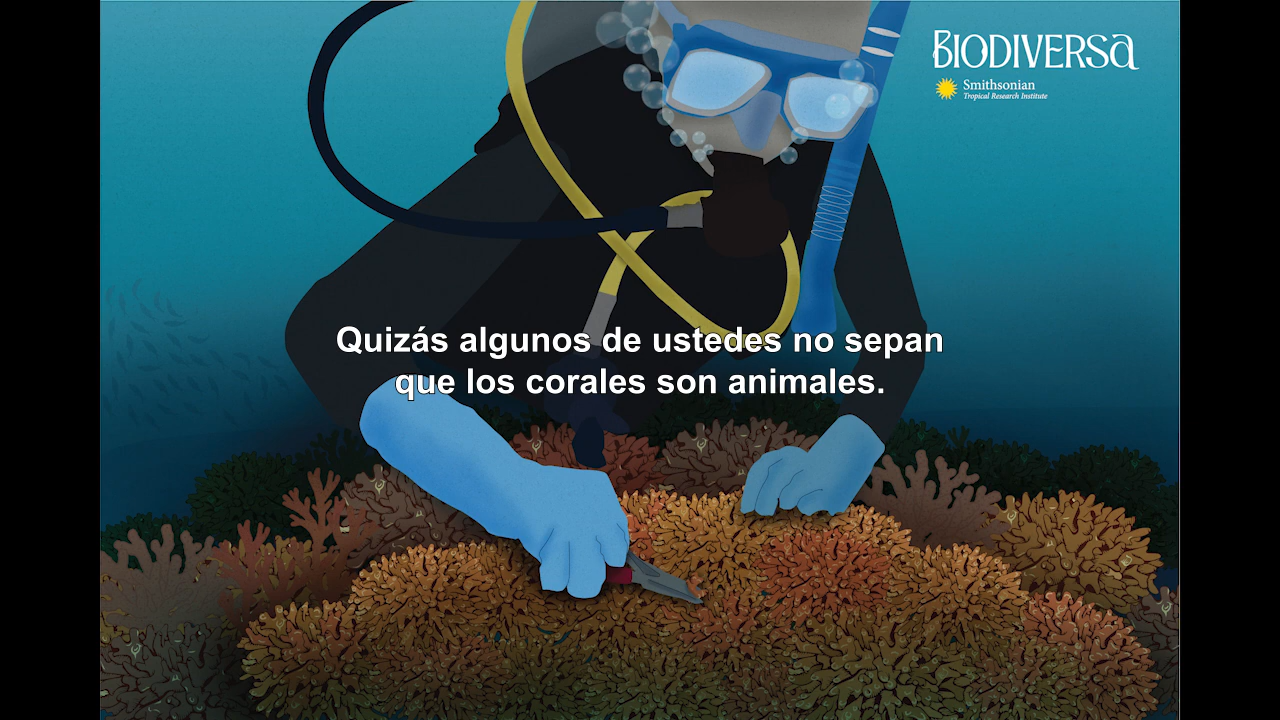 BIODIVERSA
Smithsonian
Tropical Research Institute
Quizás algunos de ustedes no sepan
que los corales son animales.